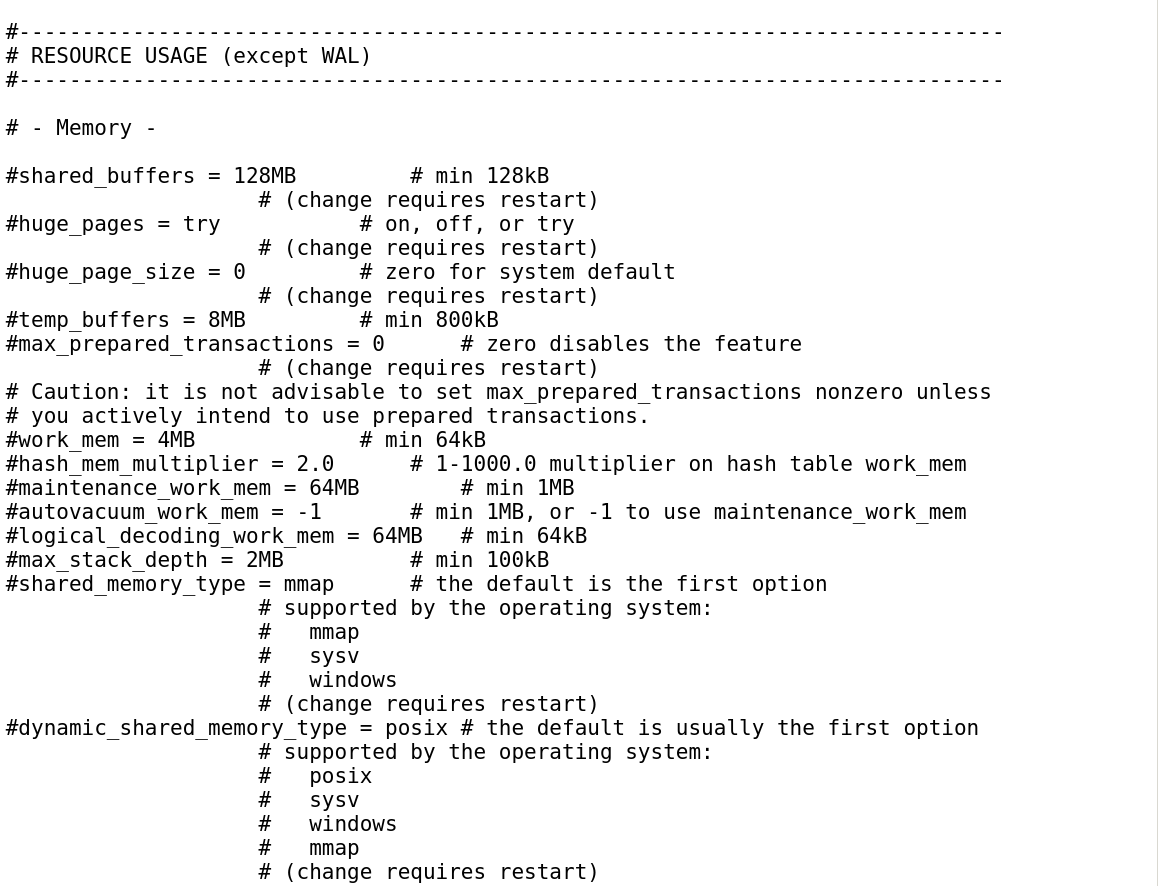 #------------------------------------------------------------------------------
# RESOURCE USAGE (except WAL)
#------------------------------------------------------------------------------

# - Memory -

#shared_buffers = 128MB         # min 128kB
                    # (change requires restart)
#huge_pages = try           # on, off, or try
                    # (change requires restart)
#huge_page_size = 0         # zero for system default
                    # (change requires restart)
#temp_buffers = 8MB         # min 800kB
#max_prepared_transactions = 0      # zero disables the feature
                    # (change requires restart)
# Caution: it is not advisable to set max_prepared_transactions nonzero unless
# you actively intend to use prepared transactions.
#work_mem = 4MB             # min 64kB
#hash_mem_multiplier = 2.0      # 1-1000.0 multiplier on hash table work_mem
#maintenance_work_mem = 64MB        # min 1MB
#autovacuum_work_mem = -1       # min 1MB, or -1 to use maintenance_work_mem
#logical_decoding_work_mem = 64MB   # min 64kB
#max_stack_depth = 2MB          # min 100kB
#shared_memory_type = mmap      # the default is the first option
                    # supported by the operating system:
                    #   mmap
                    #   sysv
                    #   windows
                    # (change requires restart)
#dynamic_shared_memory_type = posix # the default is usually the first option
                    # supported by the operating system:
                    #   posix
                    #   sysv
                    #   windows
                    #   mmap
                    # (change requires restart)